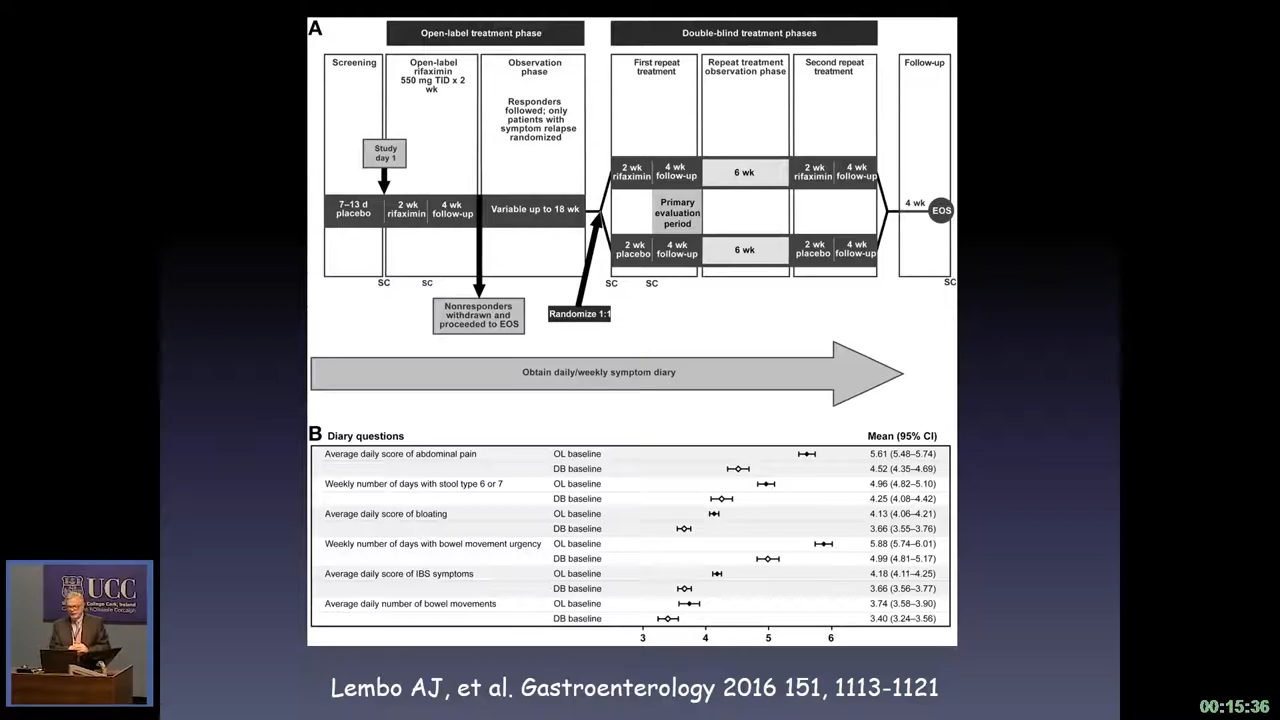 A
Open-label treatment phase
Double-blind treatment phases
Screening
Open-label
rifaximin
550 mg TID x 2
wk
Observation
phase
Responders
followed; only
patients with
symptom relapse
randomized
First repeat
treatment
Repeat treatment
observation phase
Second repeat
treatment
Follow-up
Study
day 1
7–13 d
placebo
2 wk
rifaximin
4 wk
follow-up
Variable up to 18 wk
2 wk
rifaximin
4 wk
follow-up
6 wk
2 wk
rifaximin
4 wk
follow-up
Primary
evaluation
period
2 wk
placebo
4 wk
follow-up
6 wk
2 wk
placebo
4 wk
follow-up
4 wk
EOS
SC
SC
SC
SC
SC
Nonresponders
withdrawn and
proceeded to EOS
Randomize 1:1
Obtain daily/weekly symptom diary
B Diary questions Mean (95% CI)
Average daily score of abdominal pain OL baseline 5.61 (5.48–5.74)
DB baseline 4.52 (4.35–4.69)
Weekly number of days with stool type 6 or 7 OL baseline 4.96 (4.82–5.10)
DB baseline 4.25 (4.08–4.42)
Average daily score of bloating OL baseline 4.13 (4.06–4.21)
DB baseline 3.66 (3.55–3.76)
Weekly number of days with bowel movement urgency OL baseline 5.88 (5.74–6.01)
DB baseline 4.99 (4.81–5.17)
Average daily score of IBS symptoms OL baseline 4.18 (4.11–4.25)
DB baseline 3.66 (3.56–3.77)
Average daily number of bowel movements OL baseline 3.74 (3.58–3.90)
DB baseline 3.40 (3.24–3.56)
3 4 5 6
Lembo AJ, et al. Gastroenterology 2016 151, 1113-1121
UCC
College Cork, Ireland
00:15:36